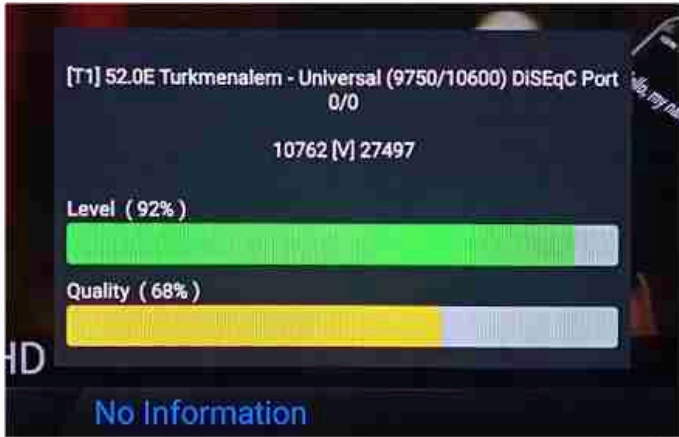 [T1] 52.0E Turkmenalem - Universal (9750/10600) DiSEqC Port
0/0
10762 [V] 27497
Level ( 92% )
Quality ( 68% )
HD
No Information